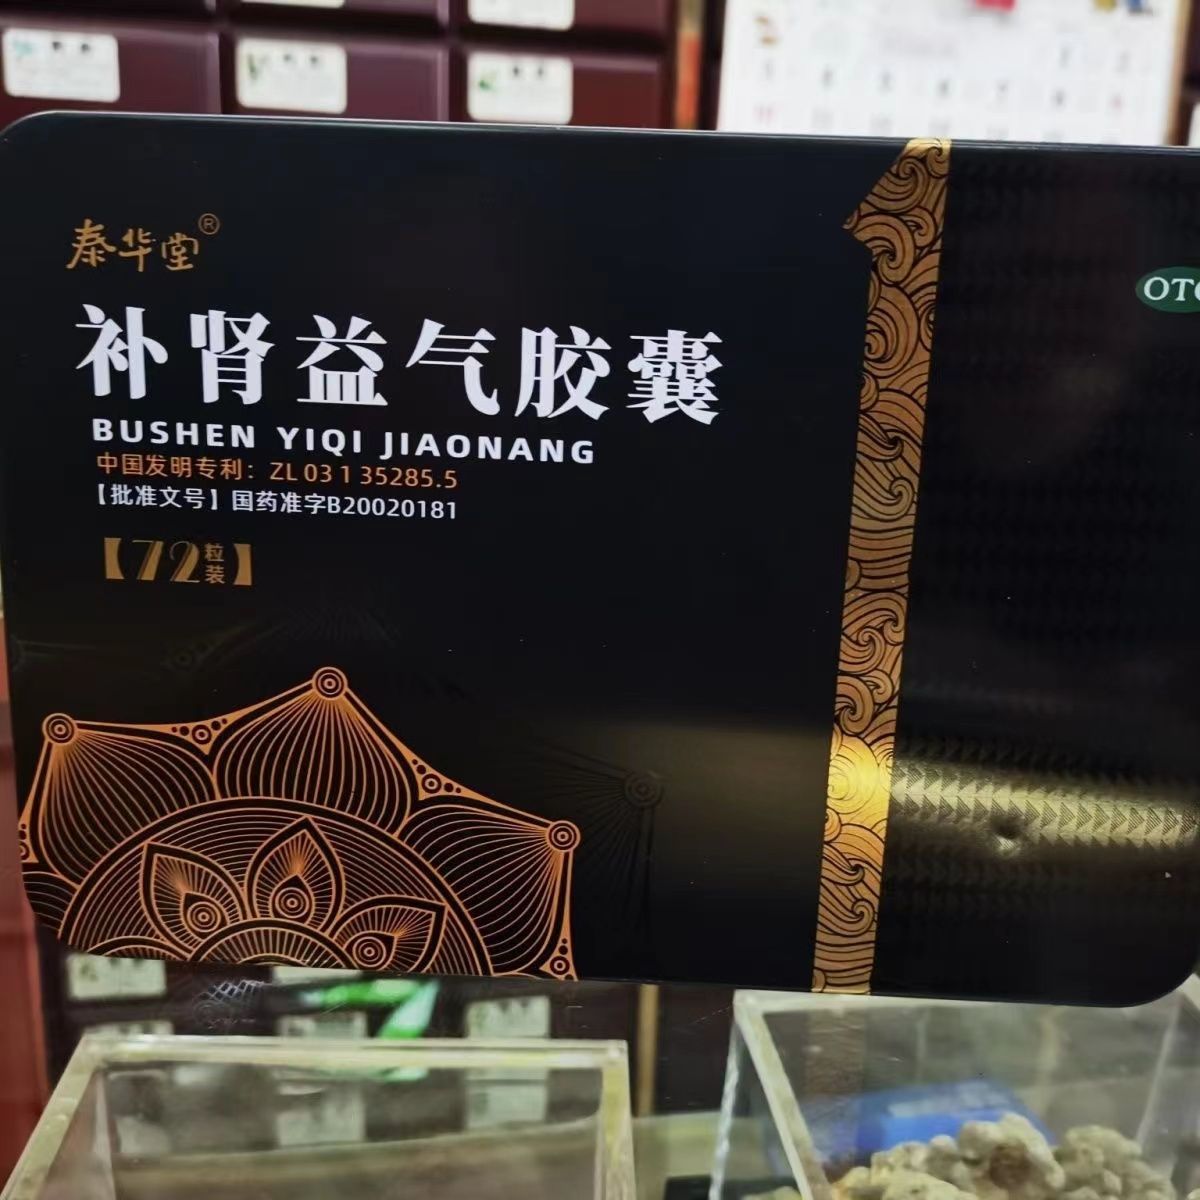 泰华堂®
补肾益气胶囊
BUSHEN YIQI JIAONANG
中国发明专利：ZL 03 1 35285.5
【批准文号】国药准字B20020181
【72粒装】